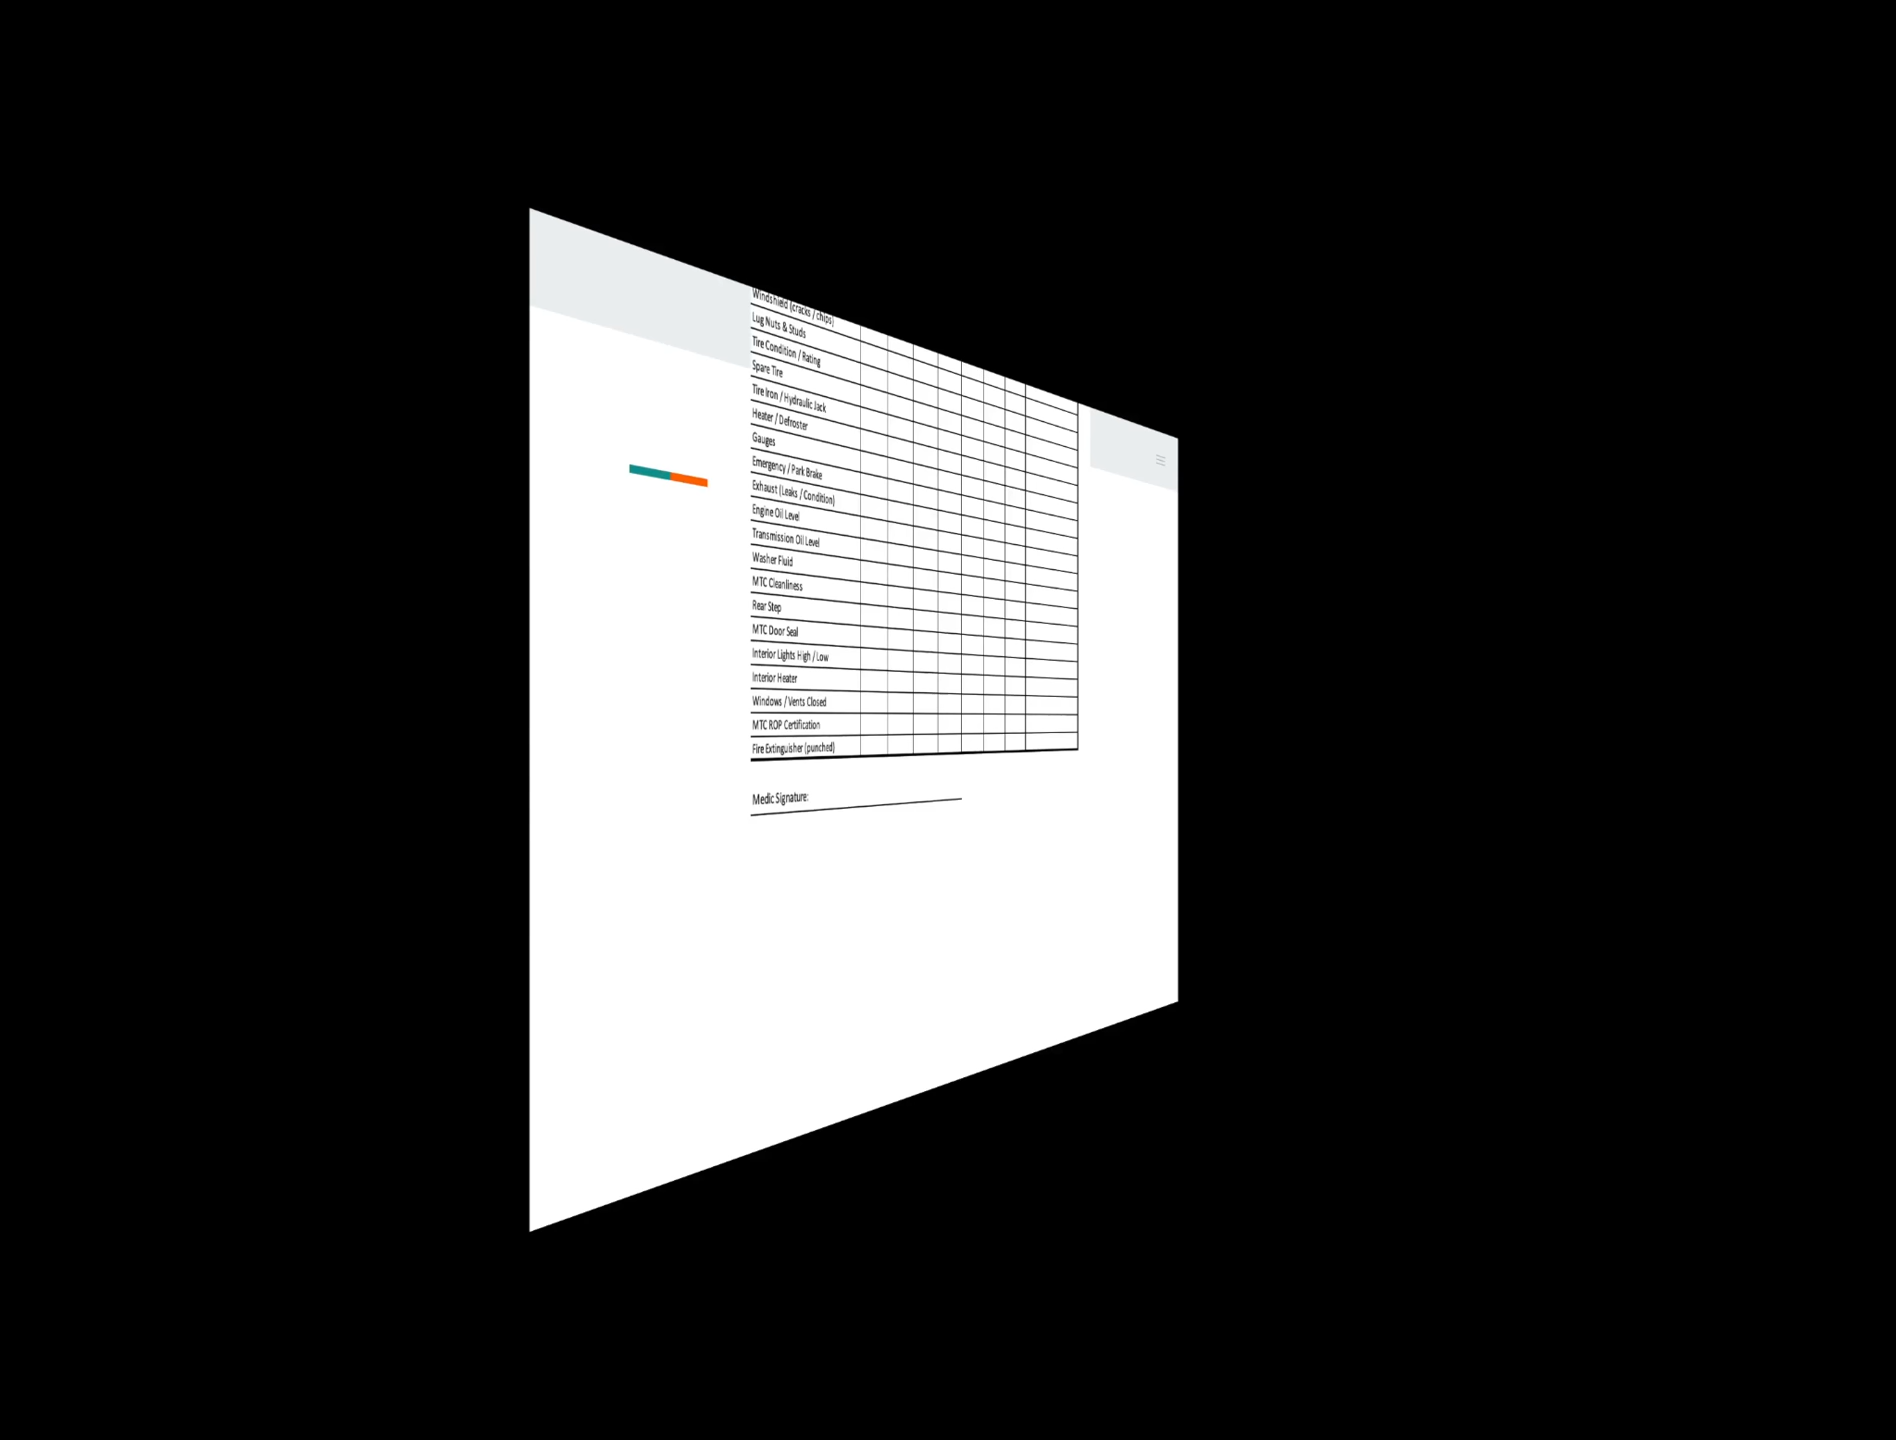 Windshield (cracks / chips)
Lug Nuts & Studs
Tire Condition / Rating
Spare Tire
Tire Iron / Hydraulic Jack
Heater / Defroster
Gauges
Emergency / Park Brake
Exhaust (Leaks / Condition)
Engine Oil Level
Transmission Oil Level
Washer Fluid
MTC Cleanliness
Rear Step
MTC Door Seal
Interior Lights High / Low
Interior Heater
Windows / Vents Closed
MTC ROP Certification
Fire Extinguisher (punched)
Medic Signature: